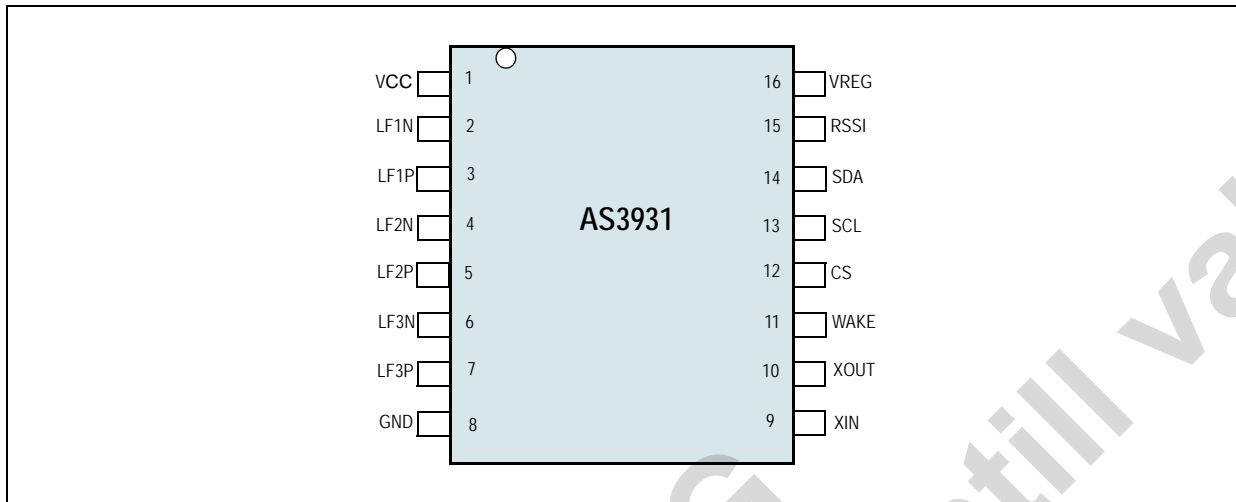 VCC 1 16 VREG
LF1N 2 15 RSSI
LF1P 3 14 SDA
LF2N 4 AS3931 13 SCL
LF2P 5 12 CS
LF3N 6 11 WAKE
LF3P 7 10 XOUT
GND 8 9 XIN
still